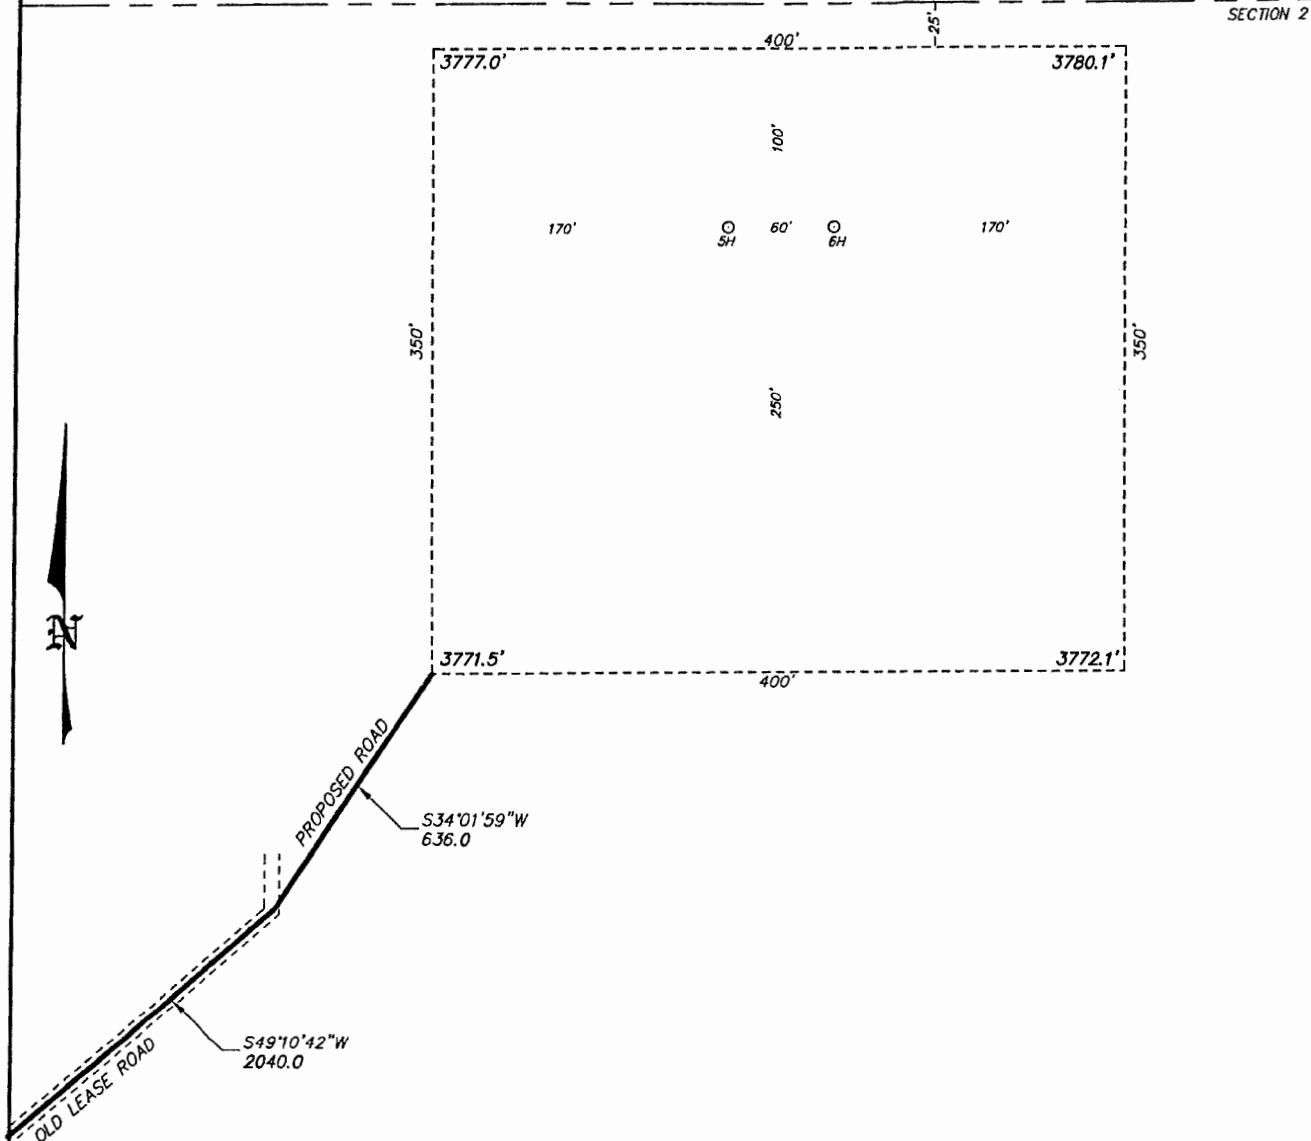 SECTION 2
25'
400'
3777.0'
3780.1'
100'
170'
5H
60'
6H
170'
350'
350'
250'
N
3771.5'
3772.1'
400'
PROPOSED ROAD
S34°01'59"W
636.0
S49°10'42"W
2040.0
OLD LEASE ROAD